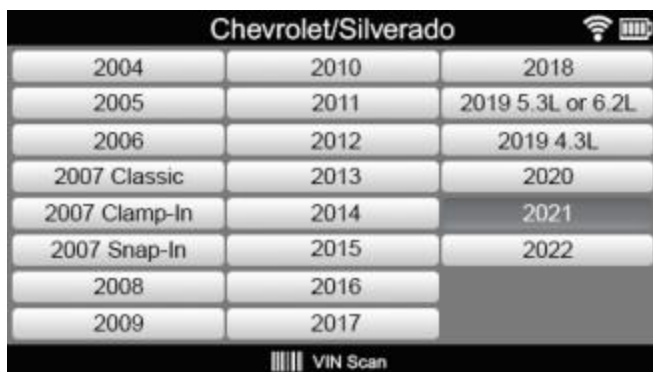 Chevrolet/Silverado
2004
2005
2006
2007 Classic
2007 Clamp-In
2007 Snap-In
2008
2009
2010
2011
2012
2013
2014
2015
2016
2017
2018
2019 5.3L or 6.2L
2019 4.3L
2020
2021
2022
VIN Scan